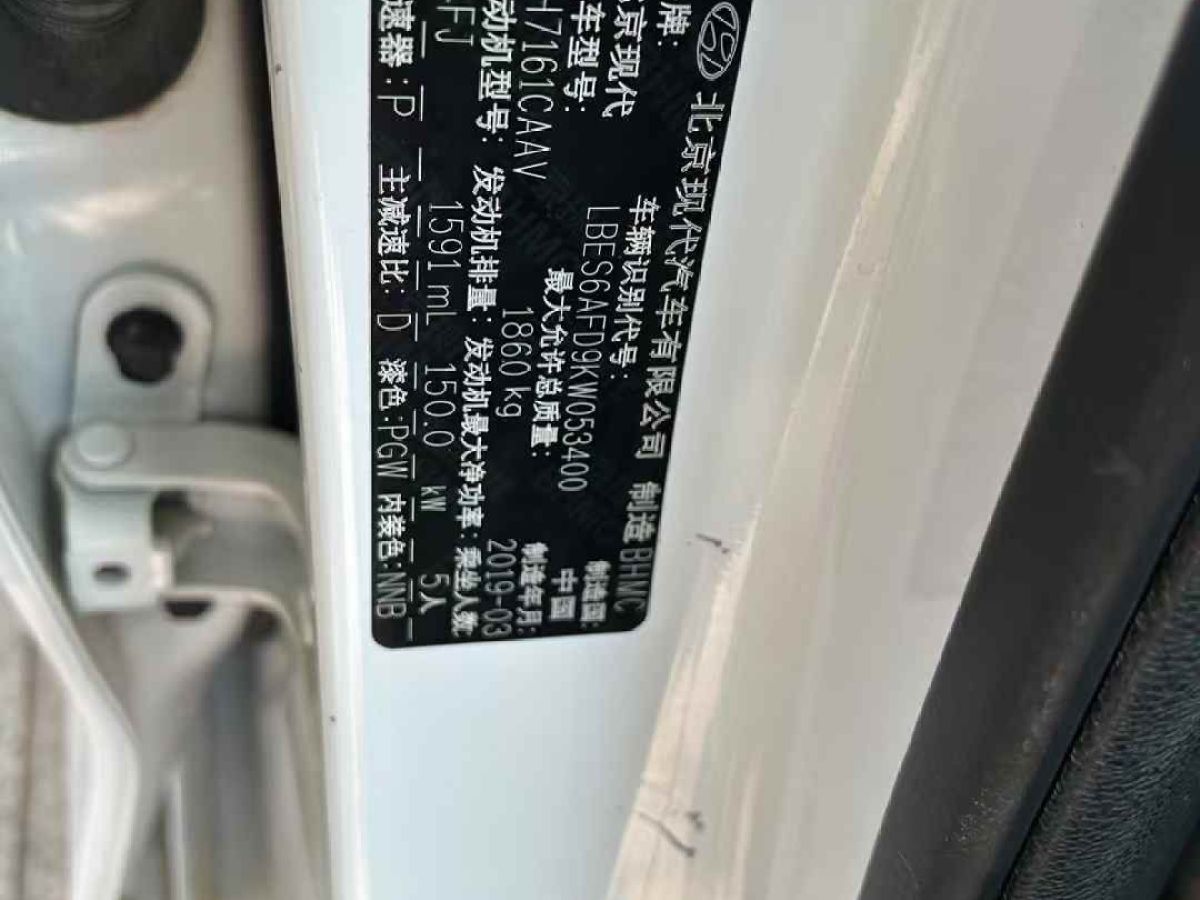 北京现代汽车有限公司 制造 BHMC
牌: 车辆识别代号: 制造国:
京现代 LBES6AFD9KW053400 中国
车型号: 最大允许总质量: 制造年月:
H7161CAAV 1860 kg 2019-03
动机型号: 发动机排量: 发动机最大净功率: 乘坐人数:
FJ 1591 mL 150.0 kW 5人
速器: P 主减速比: D 漆色: PGW 内装色: NNB